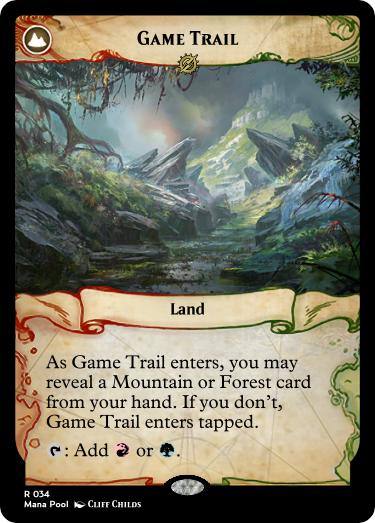 GAME TRAIL
Land
As Game Trail enters, you may
reveal a Mountain or Forest card
from your hand. If you don't,
Game Trail enters tapped.
: Add or .
R 034
Mana Pool CLIFF CHILDS